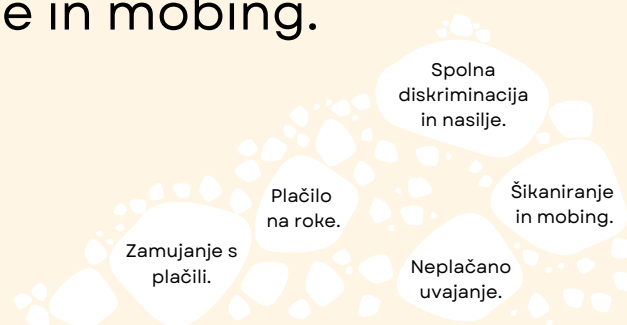 e in mobing.
Spolna
diskriminacija
in nasilje.
Plačilo
na roke.
Šikaniranje
in mobing.
Zamujanje s
plačili.
Neplačano
uvajanje.